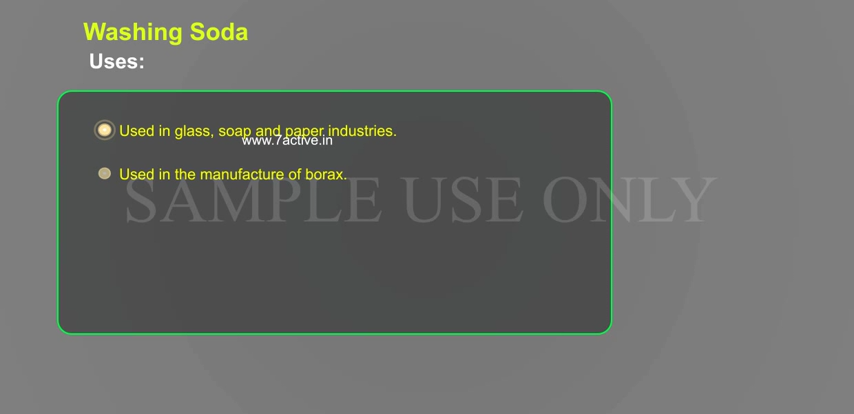 Washing Soda
Uses:
Used in glass, soap and paper industries.
www.7active.in
Used in the manufacture of borax.
SAMPLE USE ONLY